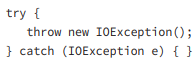 try {
   throw new IOException();
} catch (IOException e) { }